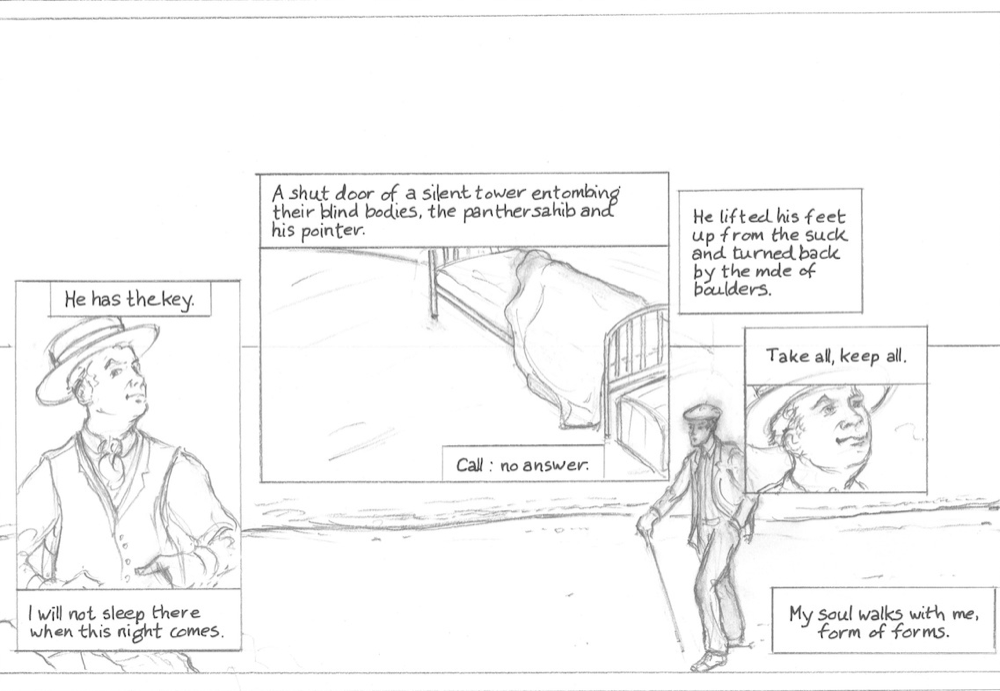 He has the key.
I will not sleep there
when this night comes.
A shut door of a silent tower entombing
their blind bodies, the panthersahib and
his pointer.
Call : no answer.
He lifted his feet
up from the suck
and turned back
by the mole of
boulders.
Take all, keep all.
My soul walks with me,
form of forms.